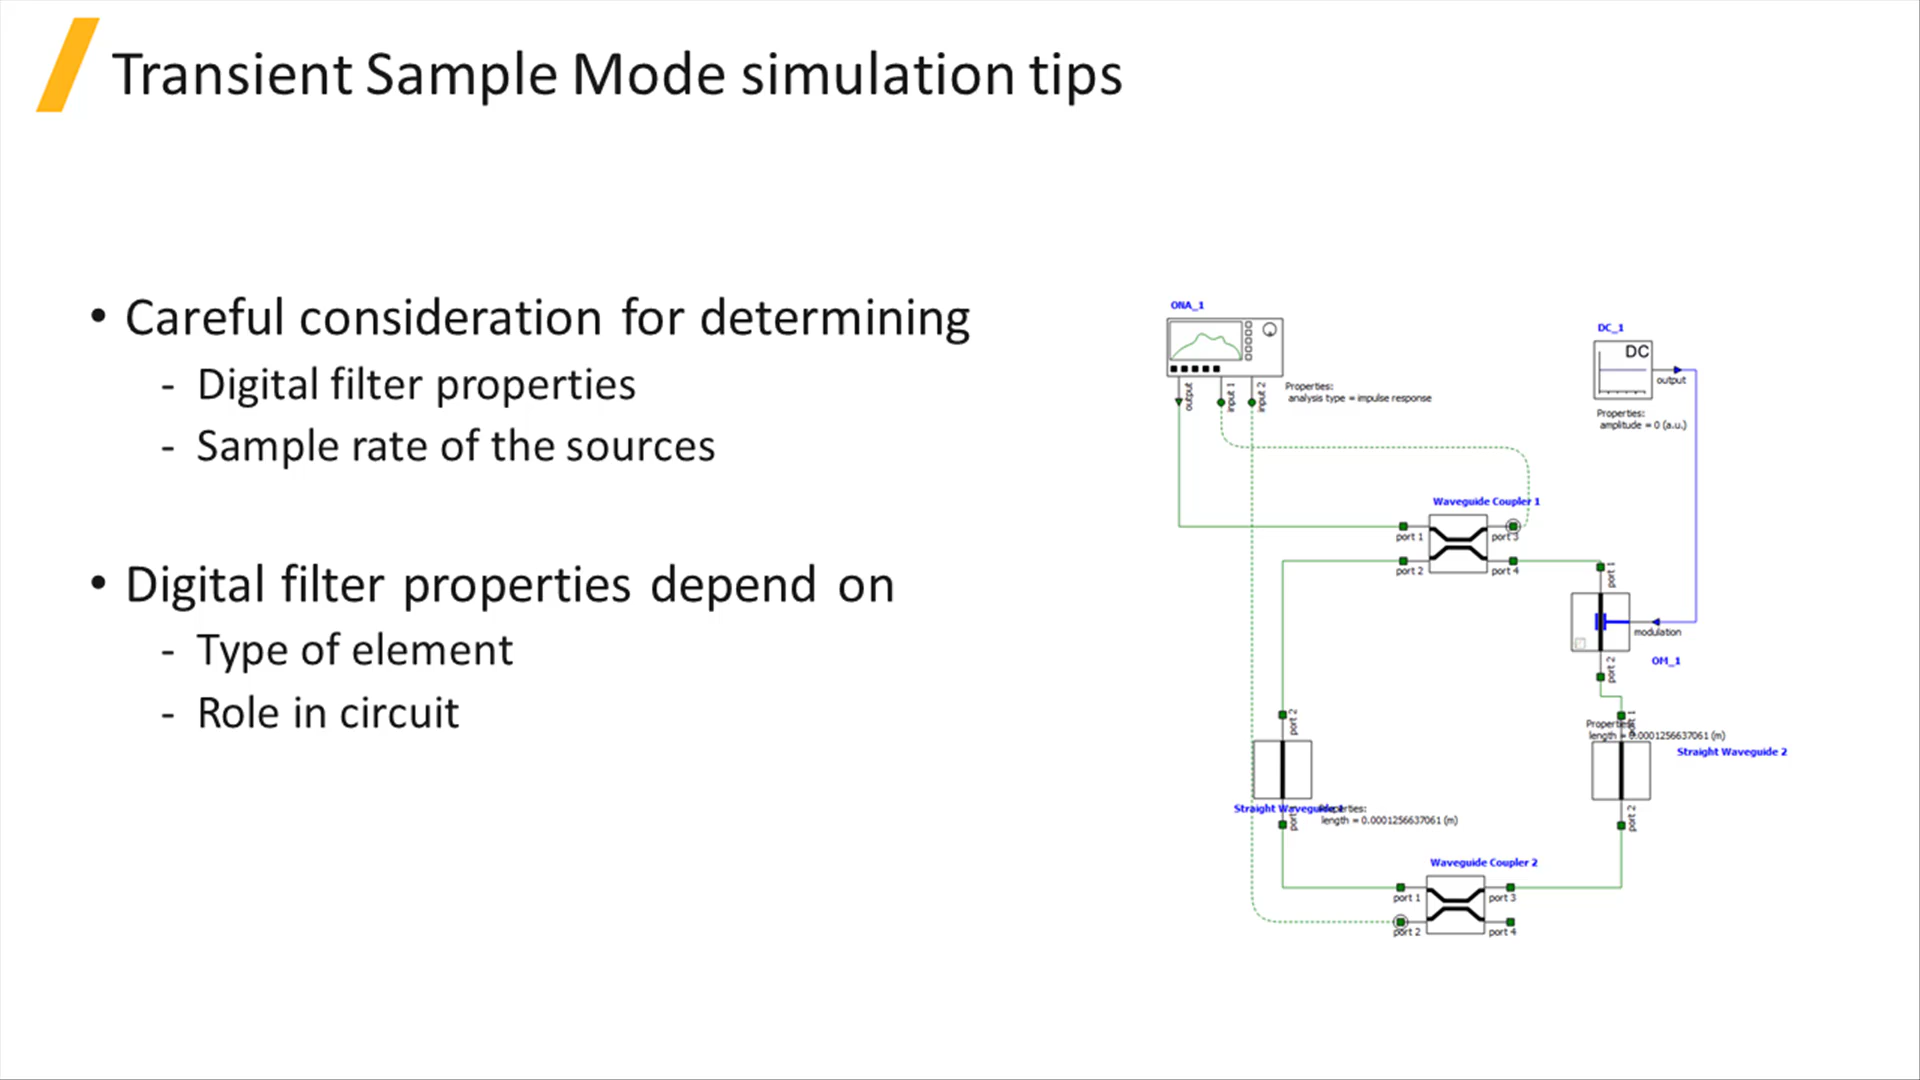 Transient Sample Mode simulation tips
• Careful consideration for determining
- Digital filter properties
- Sample rate of the sources
• Digital filter properties depend on
- Type of element
- Role in circuit
ONA_1
output
input 1
input 2
Properties:
analysis type = impulse response
DC_1
DC
output
Properties:
amplitude = 0 (a.u.)
Waveguide Coupler 1
port 1
port 3
port 2
port 4
port 1
modulation
OM_1
port 2
port 2
Properties:
length = 0.0001256637061 (m)
Straight Waveguide 2
port 2
Straight Waveguide
length = 0.0001256637061 (m)
Waveguide Coupler 2
port 1
port 3
port 2
port 4